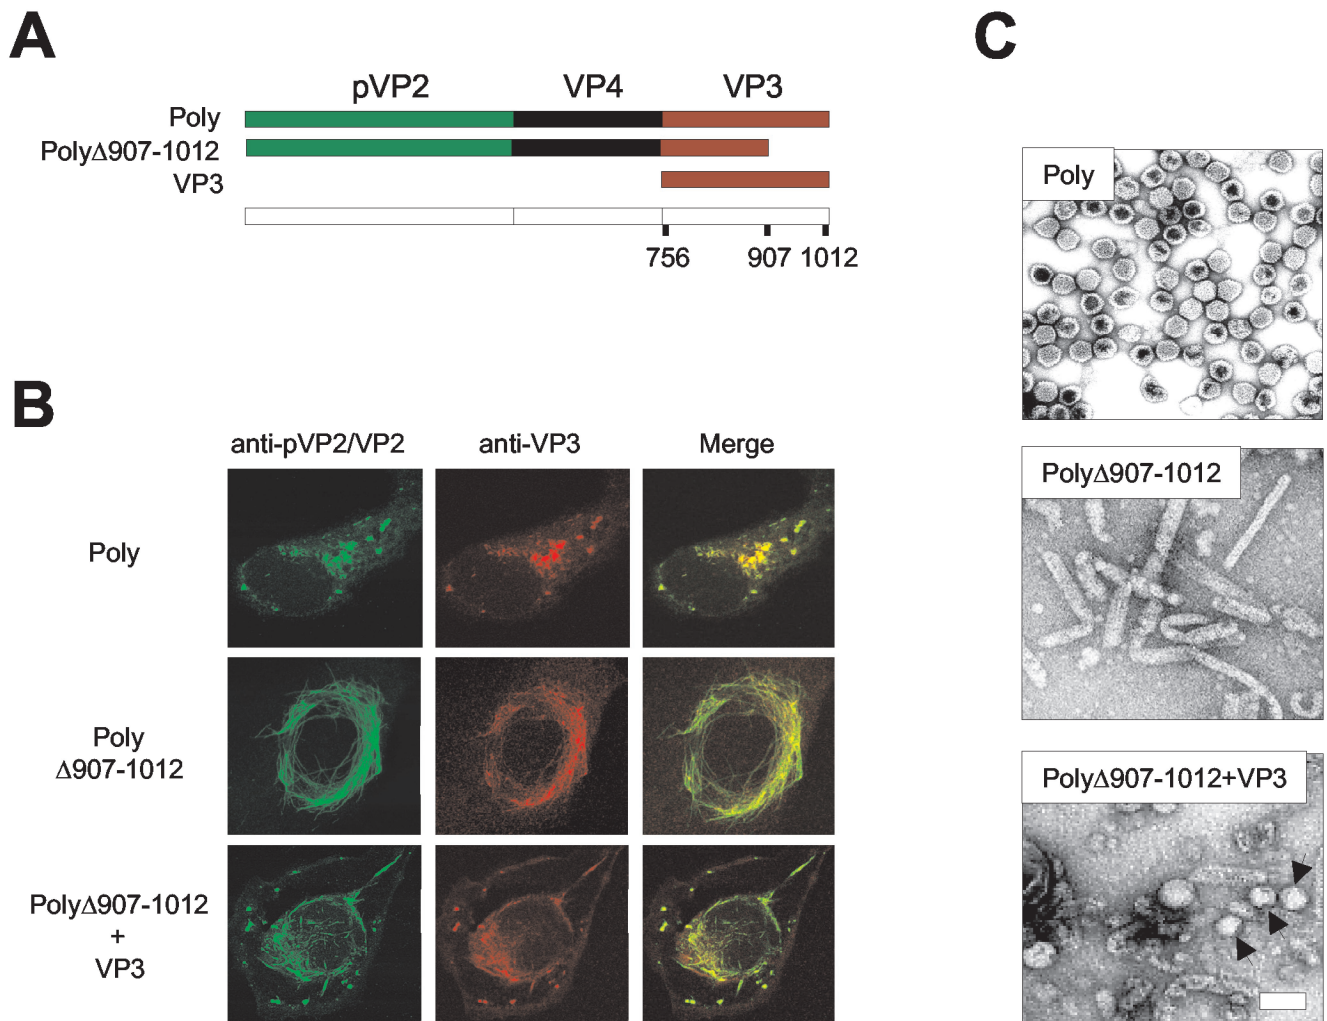 A
pVP2 VP4 VP3
Poly
PolyΔ907-1012
VP3
756 907 1012
B
anti-pVP2/VP2 anti-VP3 Merge
Poly
Poly
Δ907-1012
PolyΔ907-1012
+
VP3
C
Poly
PolyΔ907-1012
PolyΔ907-1012+VP3